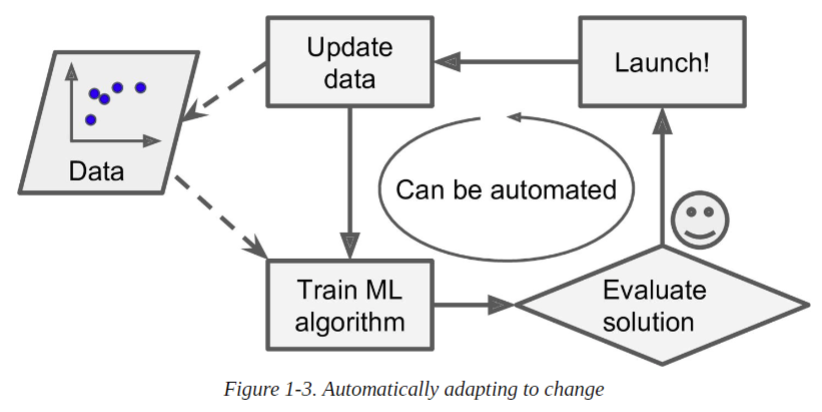 Update
data
Launch!
Data
Can be automated
Train ML
algorithm
Evaluate
solution
Figure 1-3. Automatically adapting to change